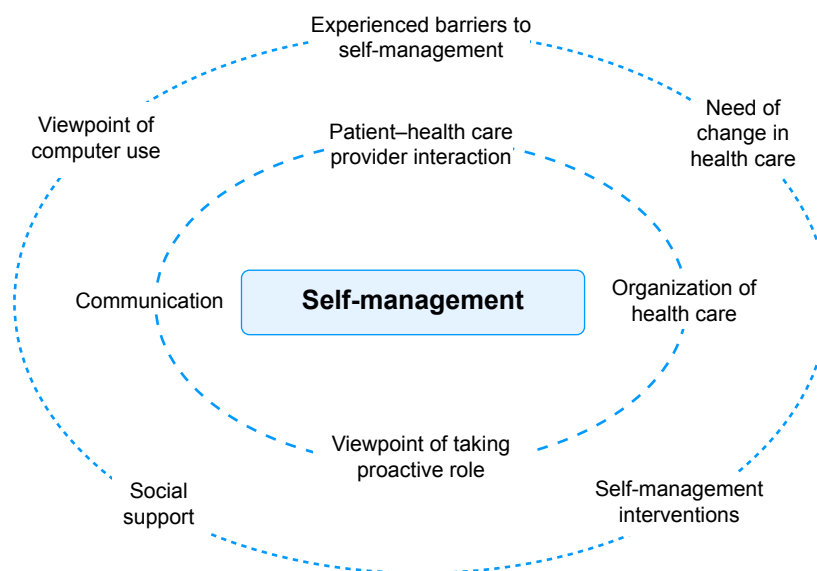 Experienced barriers to
self-management
Viewpoint of
computer use
Need of
change in
health care
Patient–health care
provider interaction
Communication
Self-management
Organization of
health care
Viewpoint of taking
proactive role
Social
support
Self-management
interventions